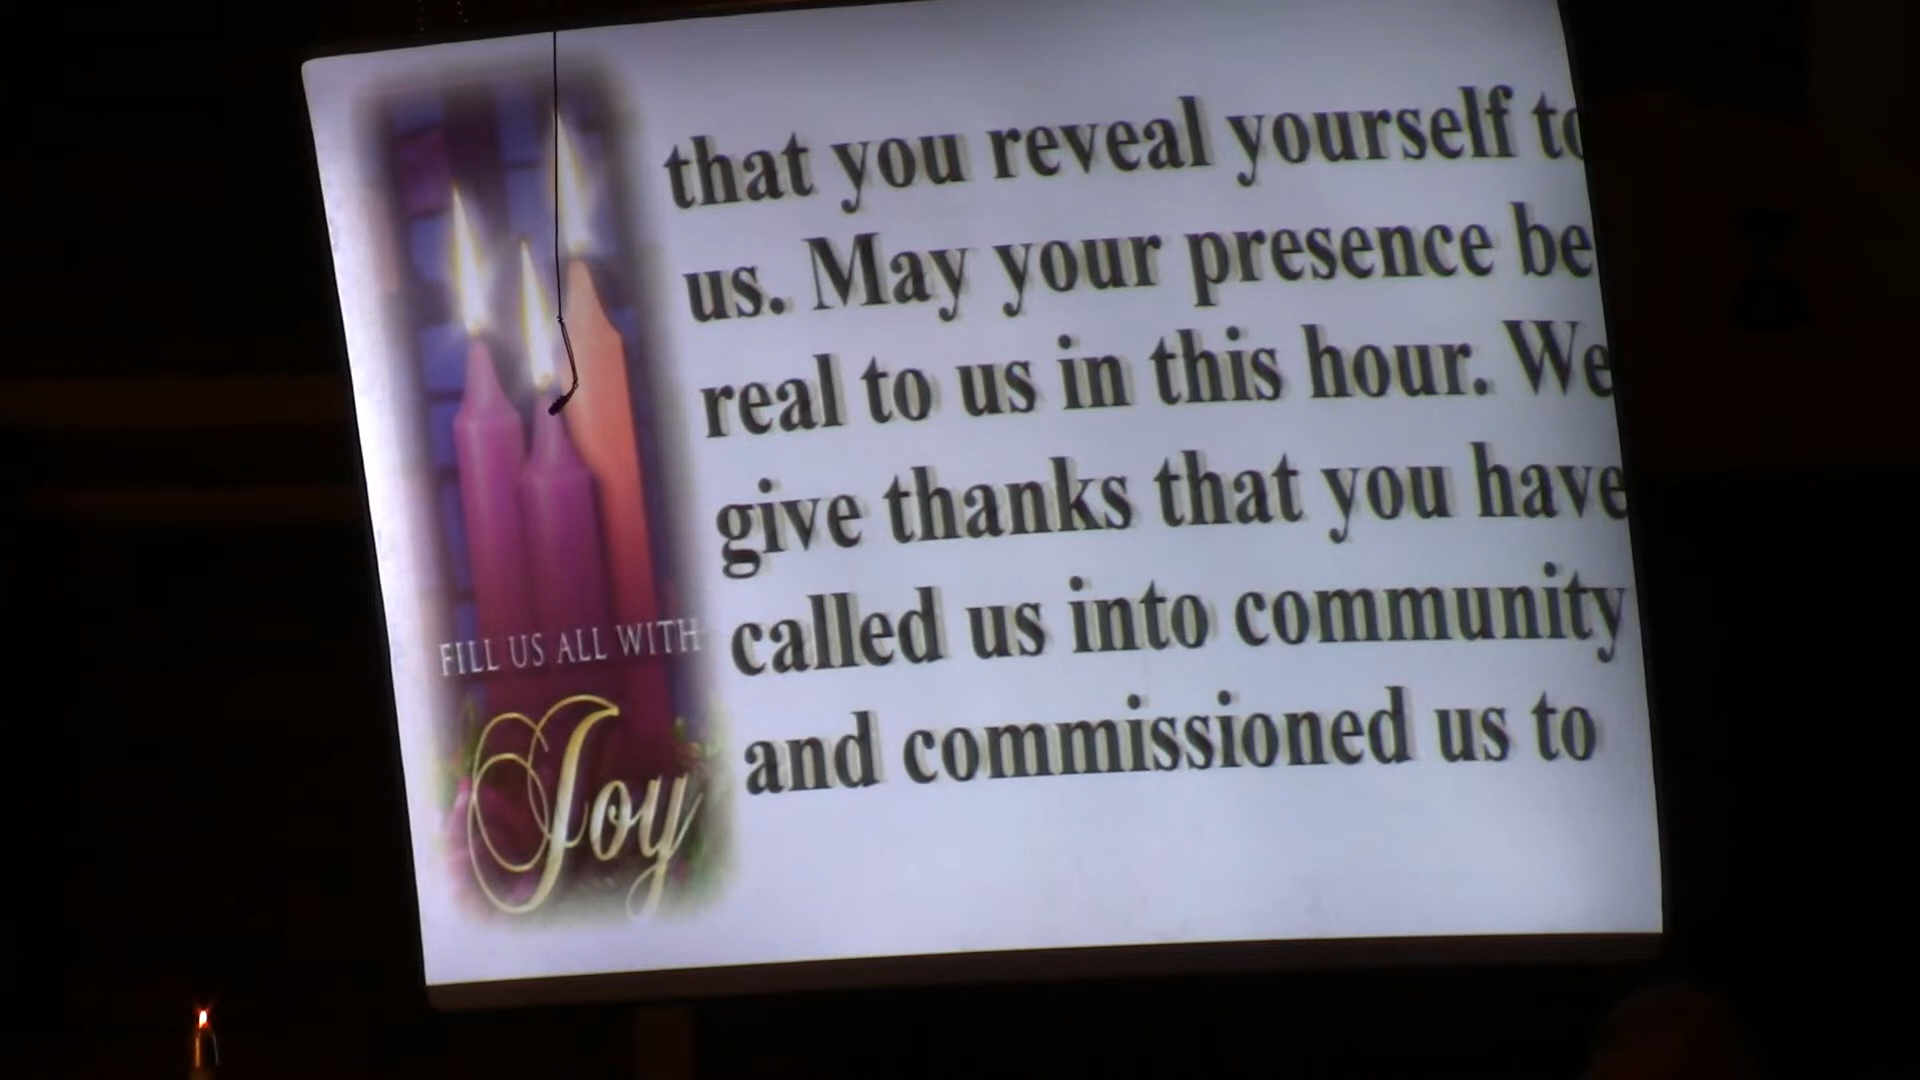 that you reveal yourself to
us. May your presence be
real to us in this hour. We
give thanks that you have
called us into community
and commissioned us to
FILL US ALL WITH
Joy